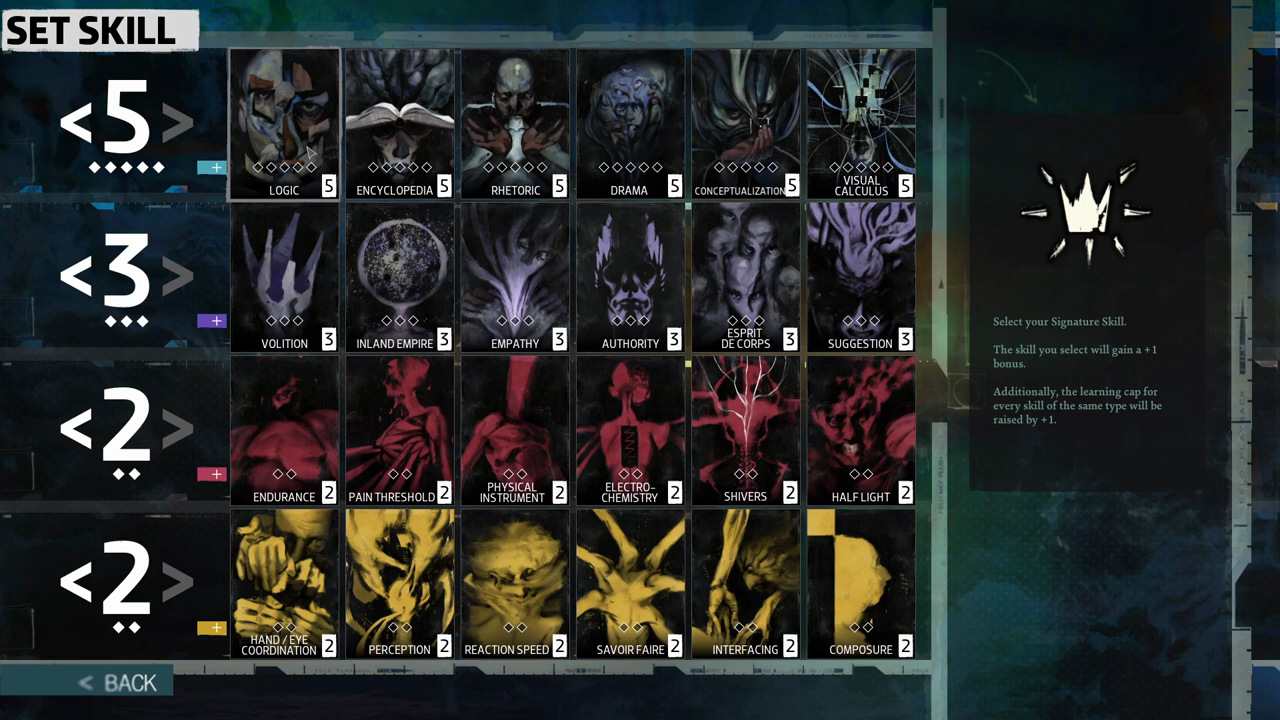 SET SKILL
<5>
+
LOGIC 5
ENCYCLOPEDIA 5
RHETORIC 5
DRAMA 5
CONCEPTUALIZATION 5
VISUAL
CALCULUS 5
<3>
+
VOLITION 3
INLAND EMPIRE 3
EMPATHY 3
AUTHORITY 3
ESPRIT
DE CORPS 3
SUGGESTION 3
<2>
+
ENDURANCE 2
PAIN THRESHOLD 2
PHYSICAL
INSTRUMENT 2
ELECTRO-
CHEMISTRY 2
SHIVERS 2
HALF LIGHT 2
<2>
+
HAND / EYE
COORDINATION 2
PERCEPTION 2
REACTION SPEED 2
SAVOIR FAIRE 2
INTERFACING 2
COMPOSURE 2
< BACK
Select your Signature Skill.
The skill you select will gain a +1
bonus.
Additionally, the learning cap for
every skill of the same type will be
raised by +1.